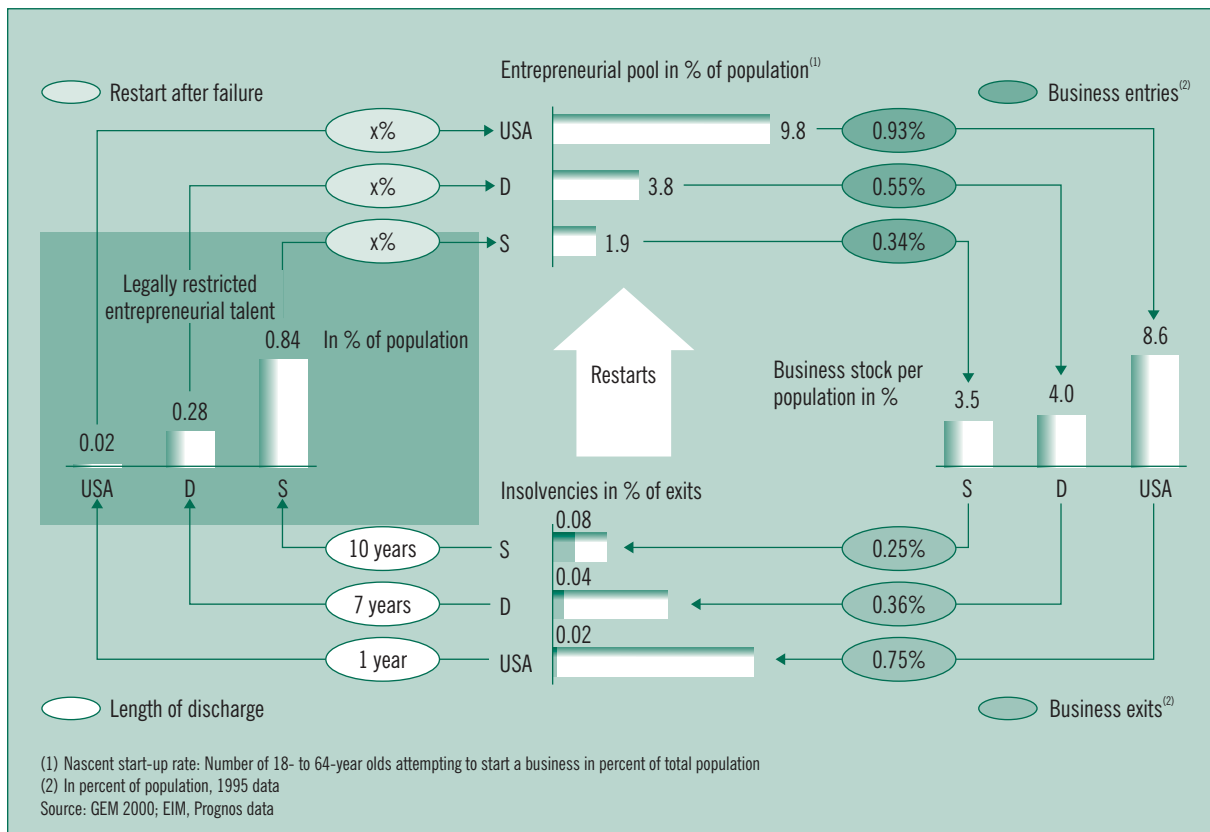 Entrepreneurial pool in % of population(1)
Restart after failure
Business entries(2)
x%
USA
9.8
0.93%
x%
D
3.8
0.55%
x%
S
1.9
0.34%
Legally restricted
entrepreneurial talent
In % of population
0.02
USA
0.28
D
0.84
S
Restarts
Business stock per
population in %
3.5
S
4.0
D
8.6
USA
Insolvencies in % of exits
10 years
S
0.08
0.25%
7 years
D
0.04
0.36%
1 year
USA
0.02
0.75%
Length of discharge
Business exits(2)
(1) Nascent start-up rate: Number of 18- to 64-year olds attempting to start a business in percent of total population
(2) In percent of population, 1995 data
Source: GEM 2000; EIM, Prognos data